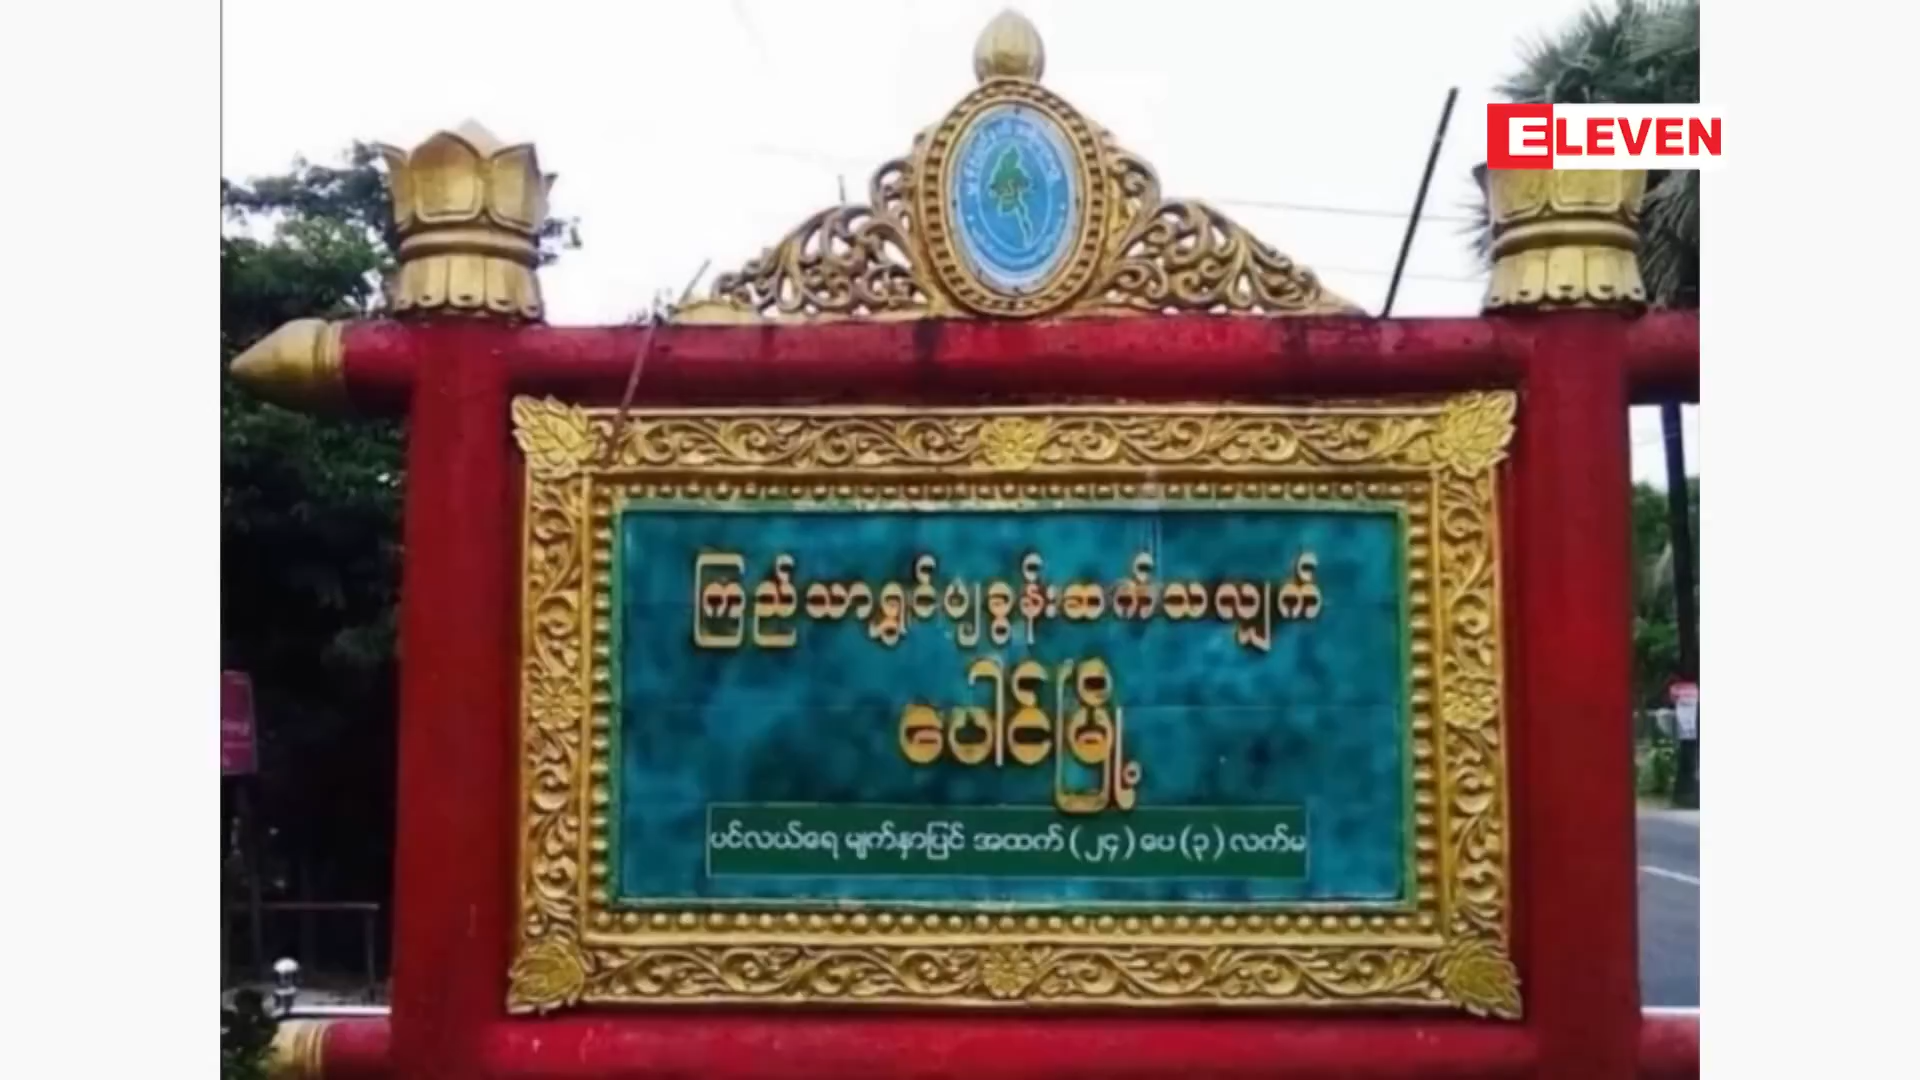 ELEVEN
ကြည်သာရွှင်ပျခွန်းဆက်သလျှက်
ပေါင်မြို့
ပင်လယ်ရေ မျက်နှာပြင် အထက် (၂၄) ပေ (၃) လက်မ